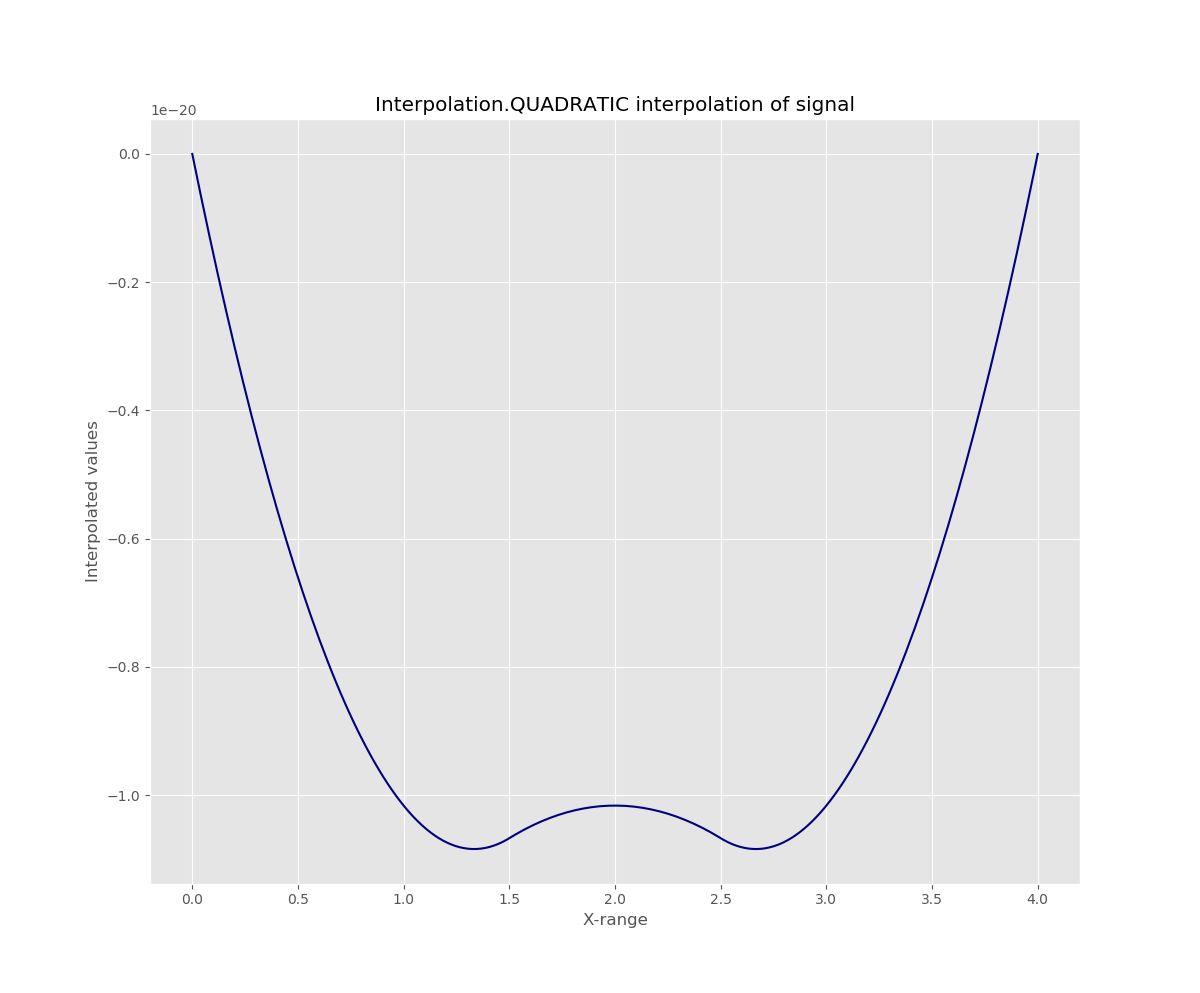 Interpolation.QUADRATIC interpolation of signal
1e−20
0.0
−0.2
−0.4
−0.6
−0.8
−1.0
Interpolated values
0.0 0.5 1.0 1.5 2.0 2.5 3.0 3.5 4.0
X-range